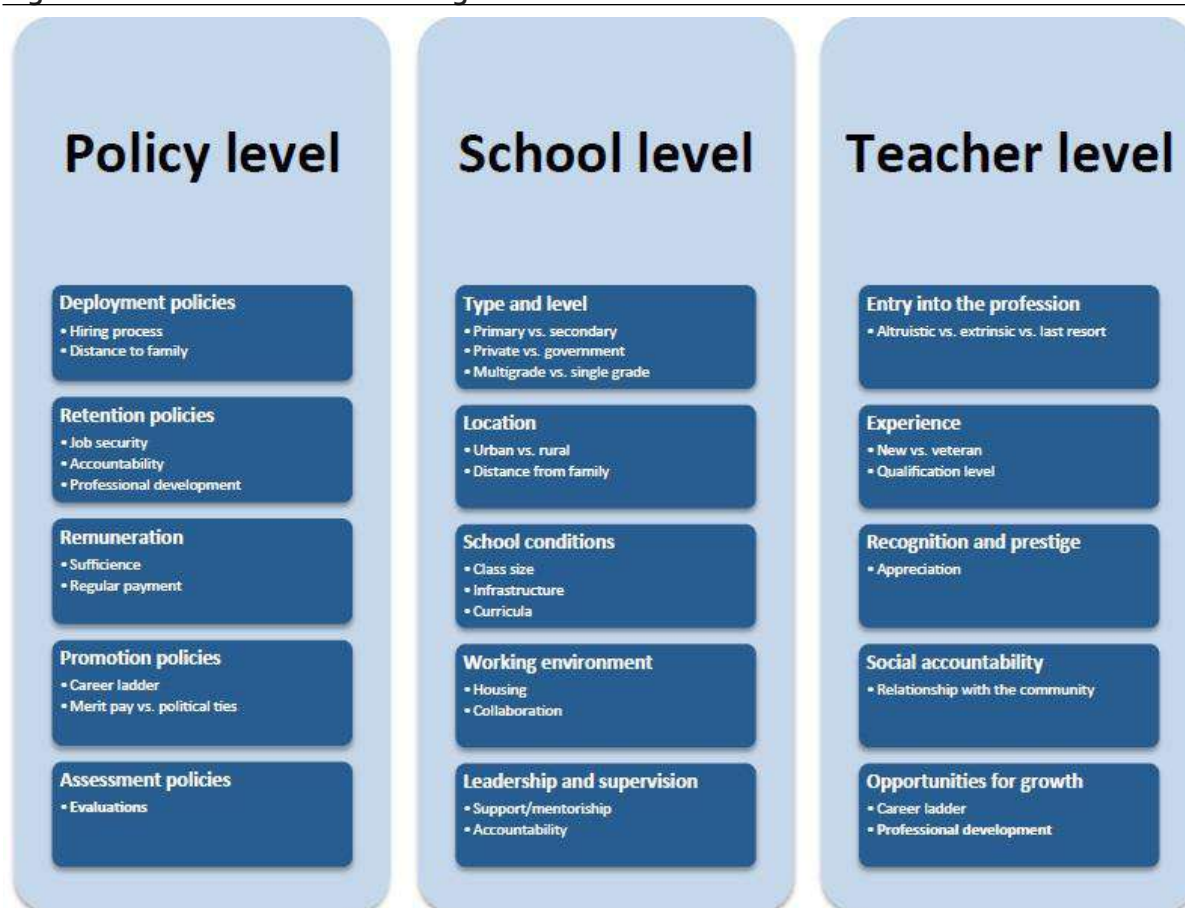 Policy level
Deployment policies
• Hiring process
• Distance to family
Retention policies
• Job security
• Accountability
• Professional development
Remuneration
• Sufficience
• Regular payment
Promotion policies
• Career ladder
• Merit pay vs. political ties
Assessment policies
• Evaluations
School level
Type and level
• Primary vs. secondary
• Private vs. government
• Multigrade vs. single grade
Location
• Urban vs. rural
• Distance from family
School conditions
• Class size
• Infrastructure
• Curricula
Working environment
• Housing
• Collaboration
Leadership and supervision
• Support/mentoriship
• Accountability
Teacher level
Entry into the profession
• Altruistic vs. extrinsic vs. last resort
Experience
• New vs. veteran
• Qualification level
Recognition and prestige
• Appreciation
Social accountability
• Relationship with the community
Opportunities for growth
• Career ladder
• Professional development